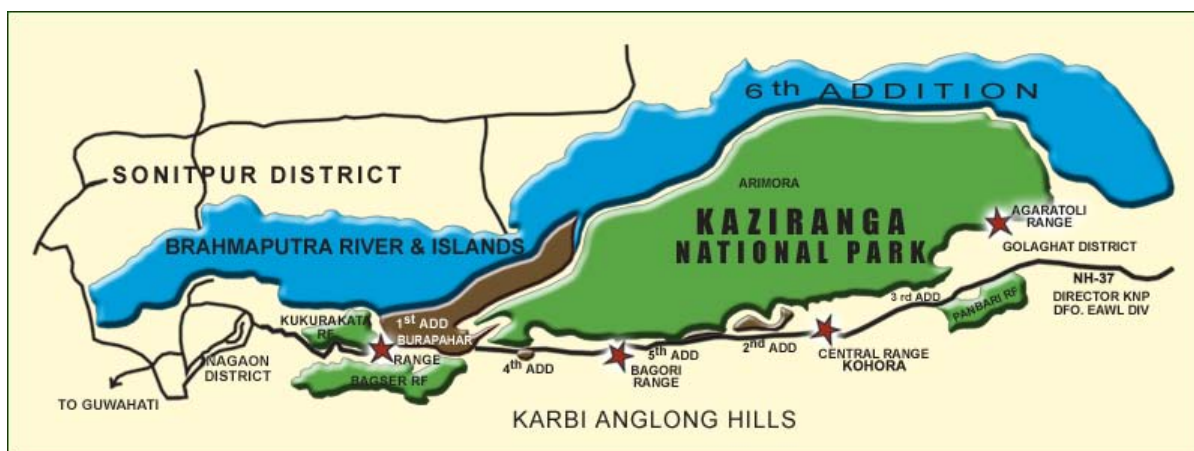 6th ADDITION
SONITPUR DISTRICT
ARIMORA
KAZIRANGA
NATIONAL PARK
AGARATOLI
RANGE
GOLAGHAT DISTRICT
BRAHMAPUTRA RIVER & ISLANDS
NH-37
DIRECTOR KNP
DFO. EAWL DIV
3 rd ADD
PANBARI RF
KUKURAKATA
RF
1st ADD
BURAPAHAR
RANGE
BAGSER RF
NAGAON
DISTRICT
4th ADD
5th ADD
BAGORI
RANGE
2nd ADD
CENTRAL RANGE
KOHORA
TO GUWAHATI
KARBI ANGLONG HILLS